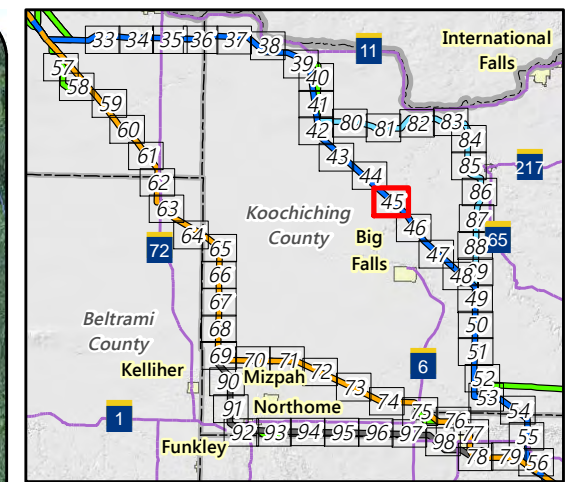 International
Falls
11
33 34 35 36 37 38 39
40
41
42 80 81 82 83
84
85
86
87
88
89
217
65
57
58
59
60
61
62
63
64
65
66
67
68
69
72
43
44
45
46
47
48
49
50
51
52
53
54
55
56
Koochiching
County
Big
Falls
Beltrami
County
Kelliher
Mizpah
Northome
Funkley
70 71 72 73 74 75 76 77
6
1
90
91
92 93 94 95 96 97 98 78 79